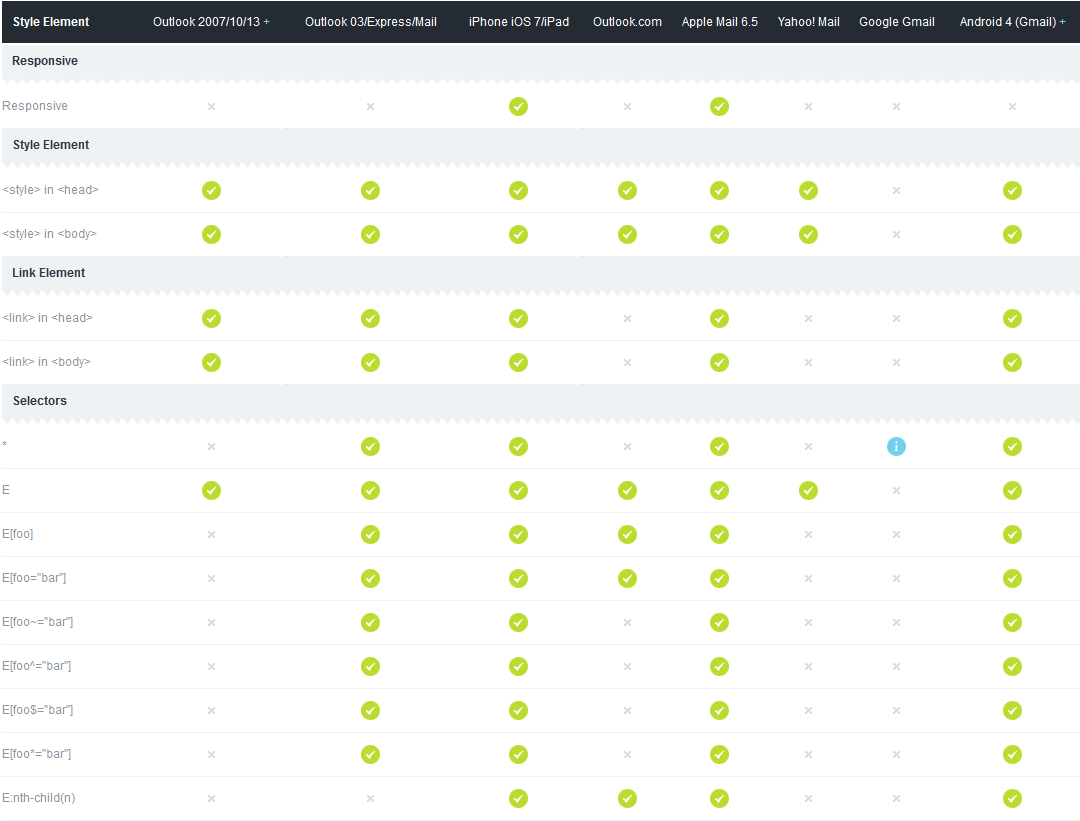 Style Element Outlook 2007/10/13 + Outlook 03/Express/Mail iPhone iOS 7/iPad Outlook.com Apple Mail 6.5 Yahoo! Mail Google Gmail Android 4 (Gmail) +
Responsive
Responsive
Style Element
<style> in <head>
<style> in <body>
Link Element
<link> in <head>
<link> in <body>
Selectors
*
E
E[foo]
E[foo="bar"]
E[foo~="bar"]
E[foo^="bar"]
E[foo$="bar"]
E[foo*="bar"]
E:nth-child(n)